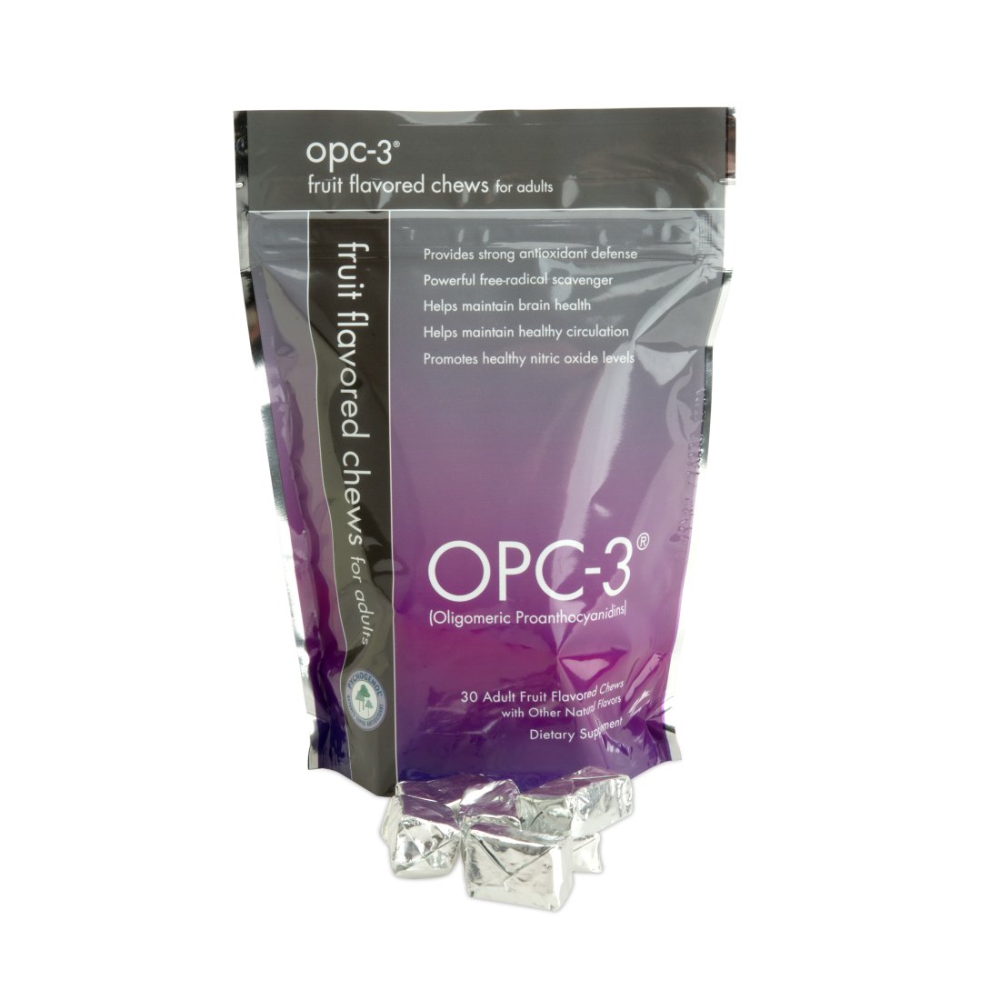 opc-3®
fruit flavored chews for adults
fruit flavored chews for adults
Provides strong antioxidant defense
Powerful free-radical scavenger
Helps maintain brain health
Helps maintain healthy circulation
Promotes healthy nitric oxide levels
OPC-3®
(Oligomeric Proanthocyanidins)
PYCNOGENOL
30 Adult Fruit Flavored Chews
with Other Natural Flavors
Dietary Supplement